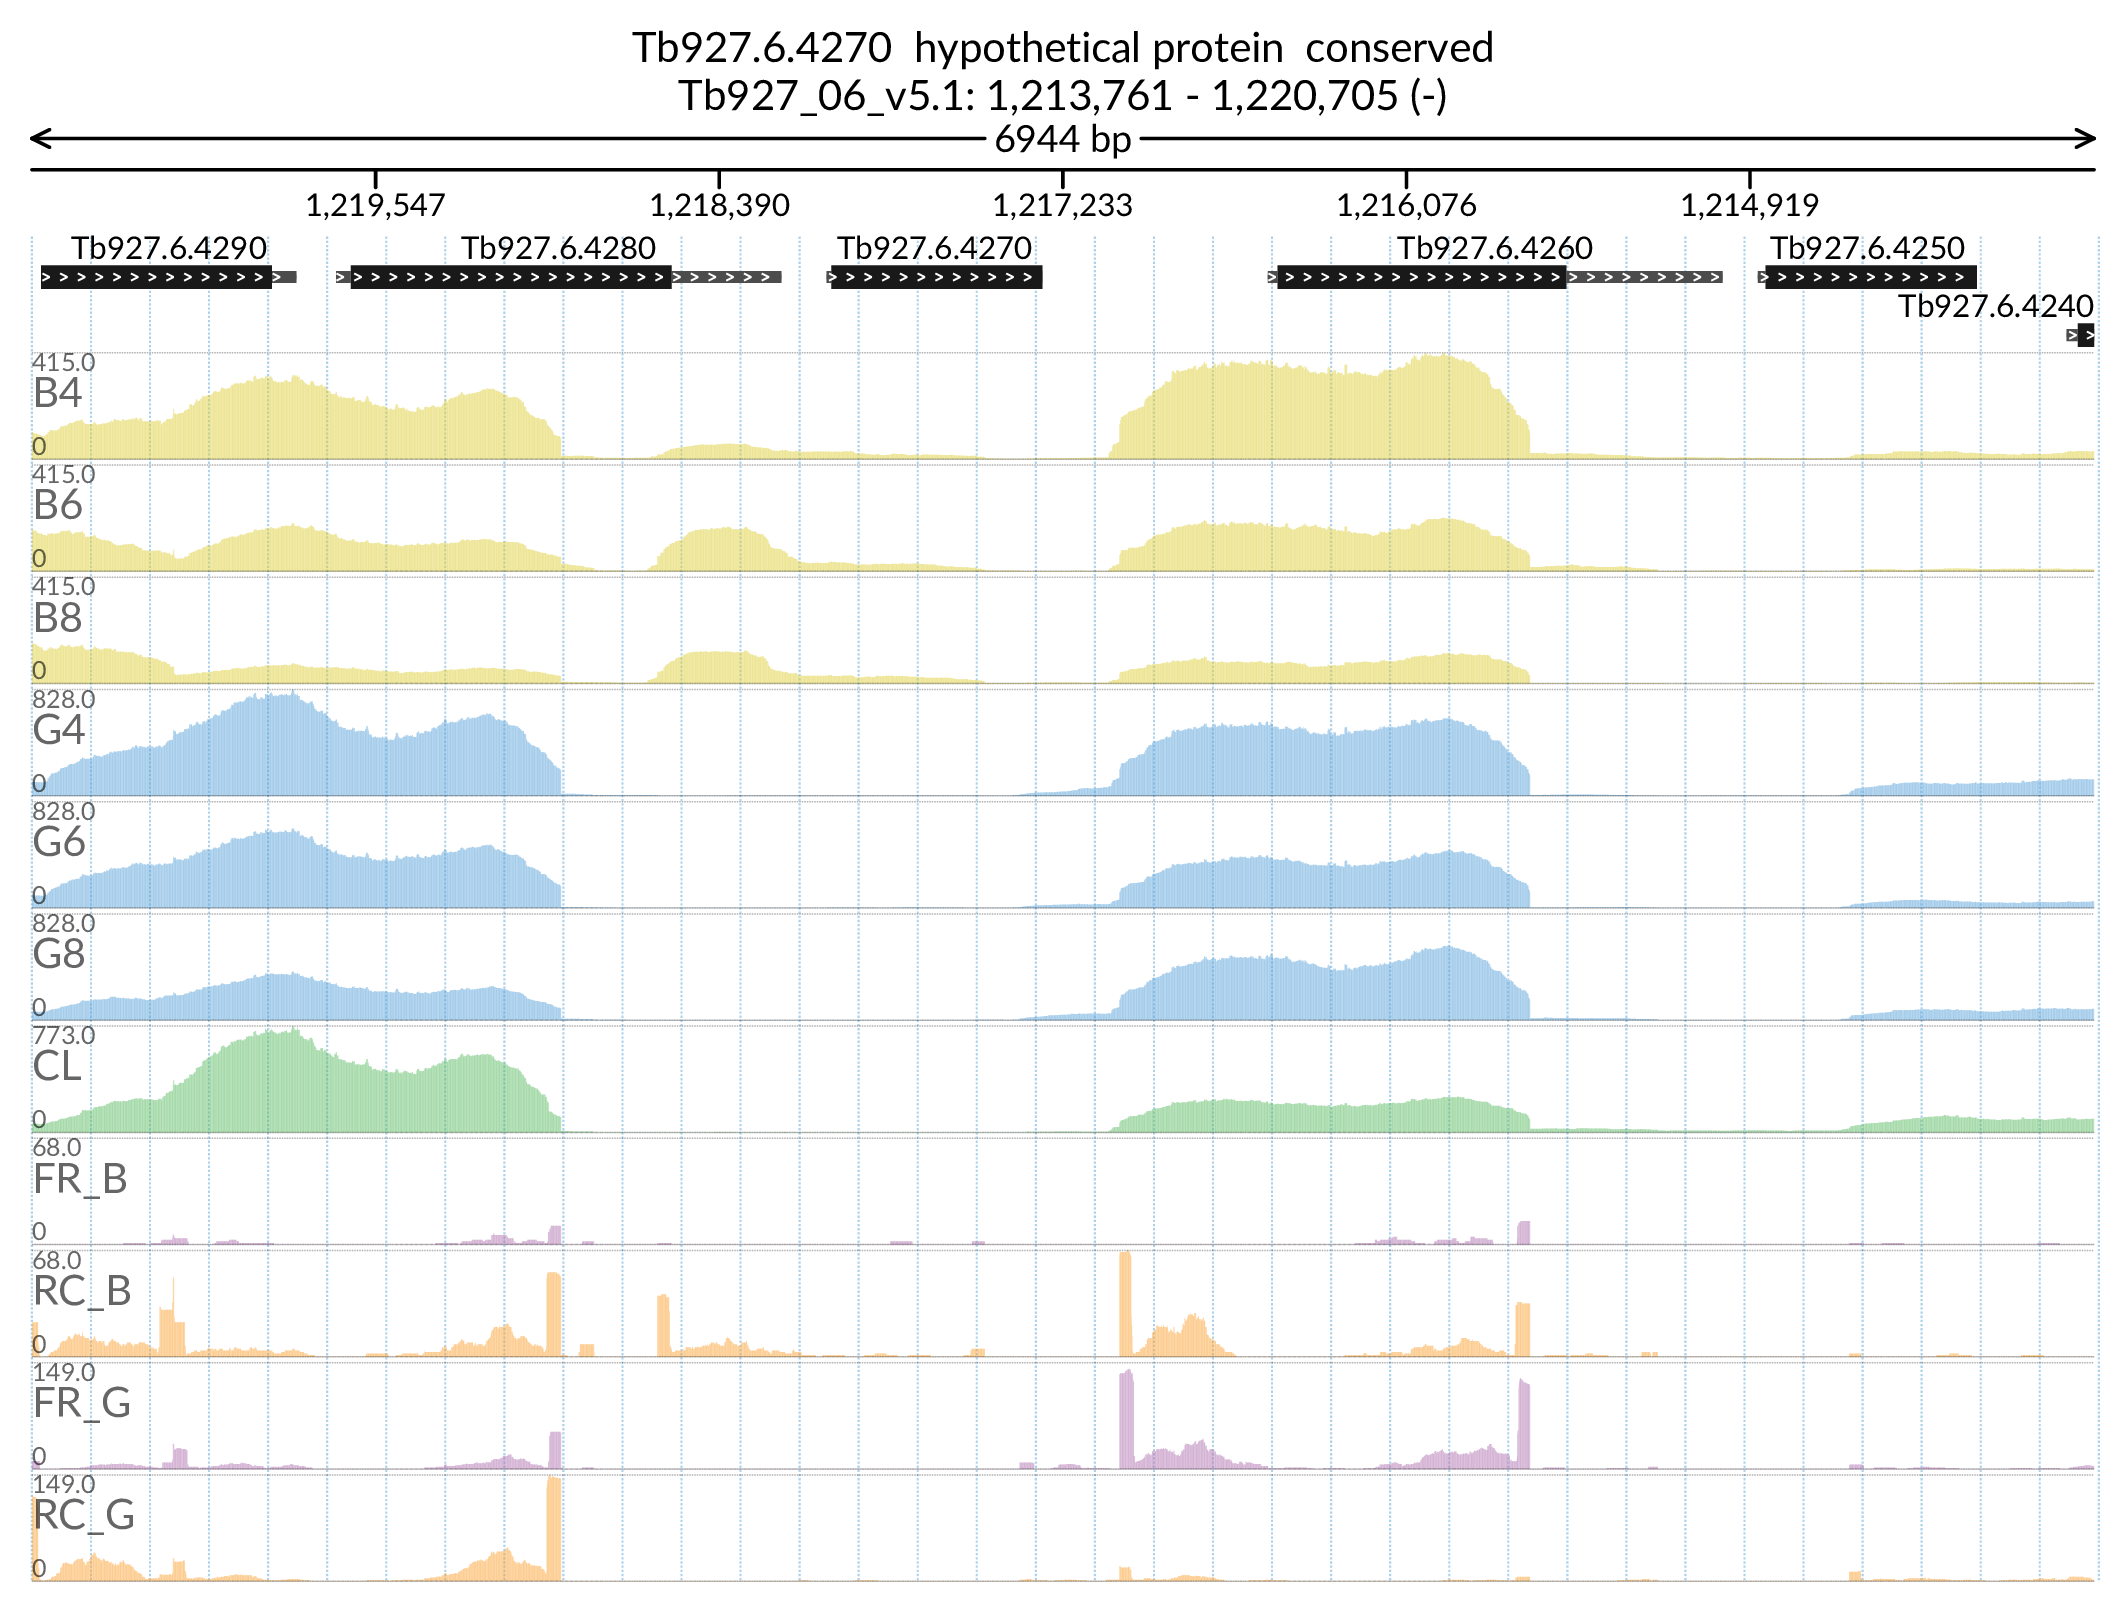 Tb927.6.4270  hypothetical protein  conserved
Tb927_06_v5.1: 1,213,761 - 1,220,705 (-)
6944 bp
1,219,547 1,218,390 1,217,233 1,216,076 1,214,919
Tb927.6.4290 Tb927.6.4280 Tb927.6.4270 Tb927.6.4260 Tb927.6.4250
Tb927.6.4240
415.0
B4
0
415.0
B6
0
415.0
B8
0
828.0
G4
0
828.0
G6
0
828.0
G8
0
773.0
CL
0
68.0
FR_B
0
68.0
RC_B
0
149.0
FR_G
0
149.0
RC_G
0